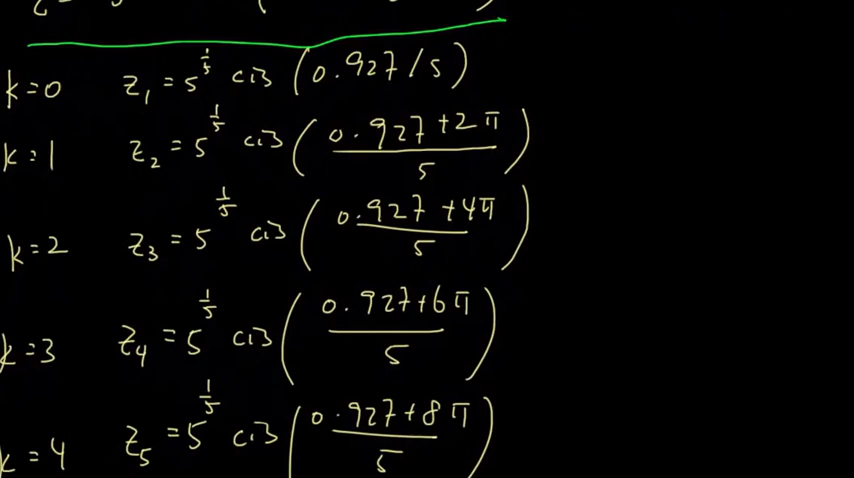 k=0 z₁ = 5^(1/5) cis (0.927/5)
k=1 z₂ = 5^(1/5) cis ((0.927+2π)/5)
k=2 z₃ = 5^(1/5) cis ((0.927+4π)/5)
k=3 z₄ = 5^(1/5) cis ((0.927+6π)/5)
k=4 z₅ = 5^(1/5) cis ((0.927+8π)/5)